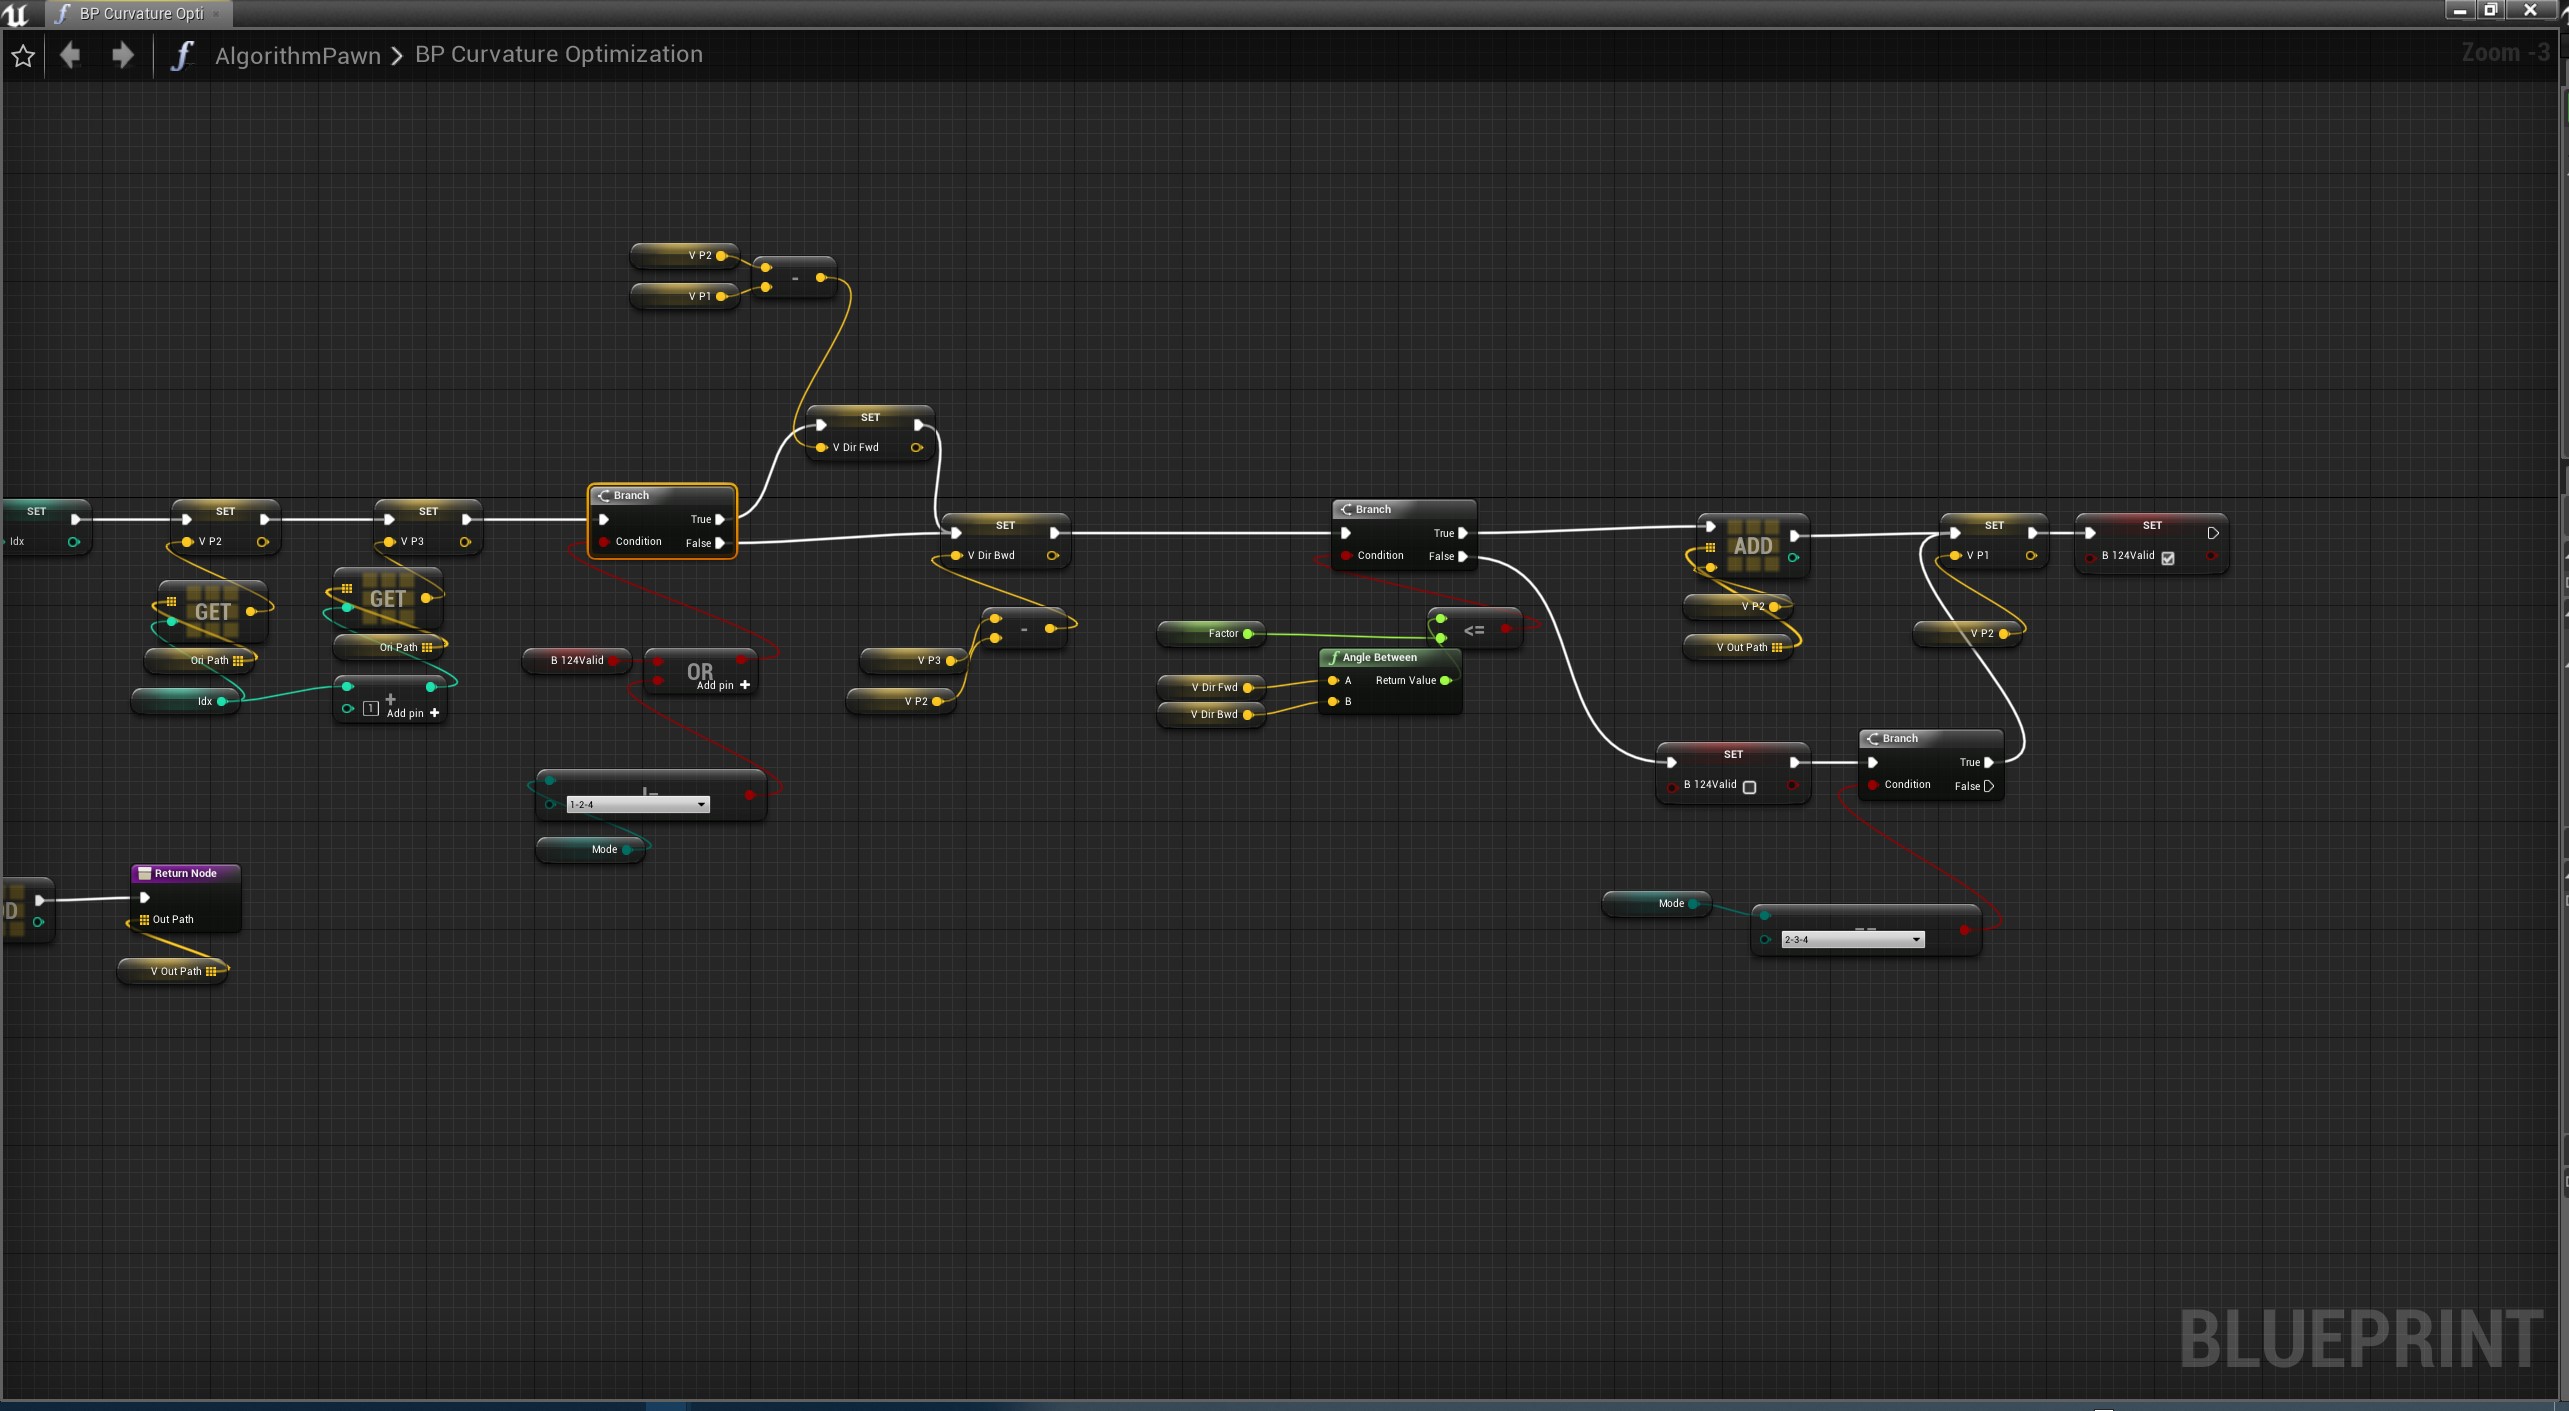 BP Curvature Opti
AlgorithmPawn > BP Curvature Optimization
Zoom -3
V P2
V P1
-
SET
V Dir Fwd
SET
Idx
SET
V P2
SET
V P3
Branch
True
Condition
False
SET
V Dir Bwd
Branch
True
Condition
False
ADD
SET
V P1
SET
B 124Valid
GET
Ori Path
Idx
GET
Ori Path
+
1
Add pin +
B 124Valid
OR
Add pin +
-
V P3
V P2
Factor
<=
Angle Between
V Dir Fwd
A
Return Value
V Dir Bwd
B
V P2
V Out Path
V P2
1-2-4
Mode
SET
B 124Valid
Branch
True
Condition
False
Mode
==
2-3-4
Return Node
Out Path
V Out Path
D
BLUEPRINT